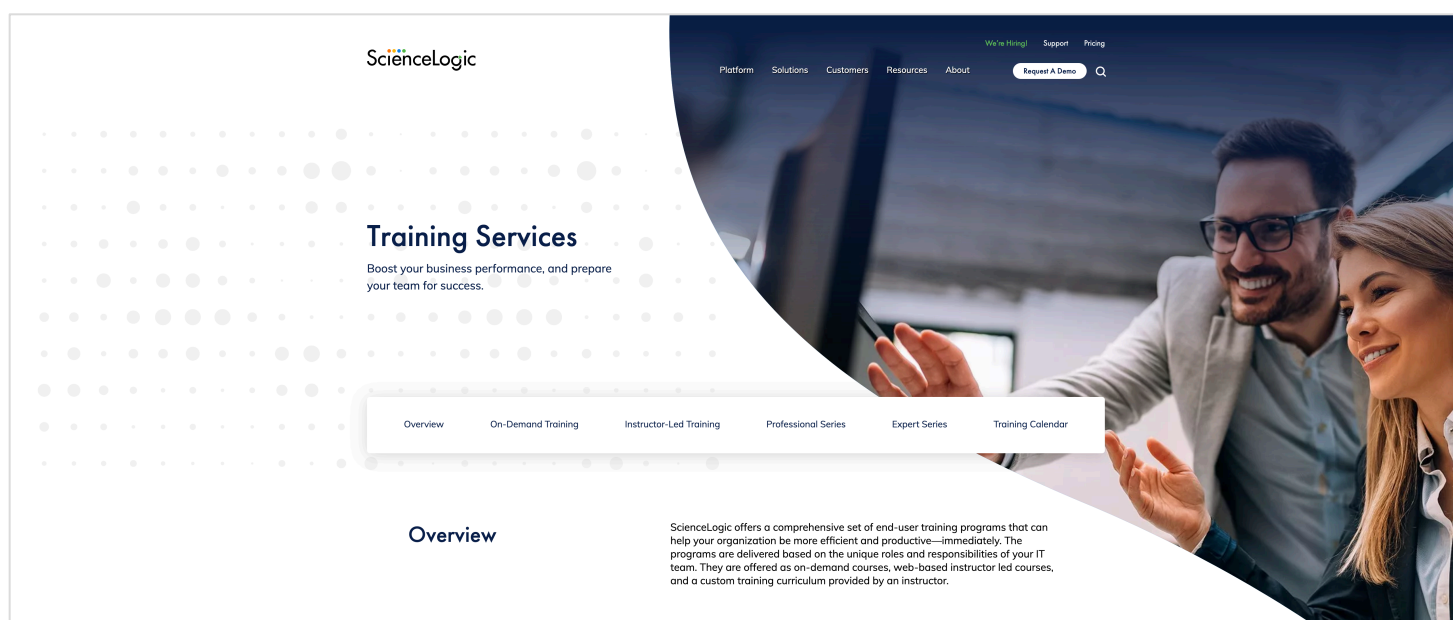 ScienceLogic
We're Hiring! Support Pricing
Platform Solutions Customers Resources About Request A Demo
Training Services
Boost your business performance, and prepare
your team for success.
Overview On-Demand Training Instructor-Led Training Professional Series Expert Series Training Calendar
Overview
ScienceLogic offers a comprehensive set of end-user training programs that can
help your organization be more efficient and productive—immediately. The
programs are delivered based on the unique roles and responsibilities of your IT
team. They are offered as on-demand courses, web-based instructor led courses,
and a custom training curriculum provided by an instructor.